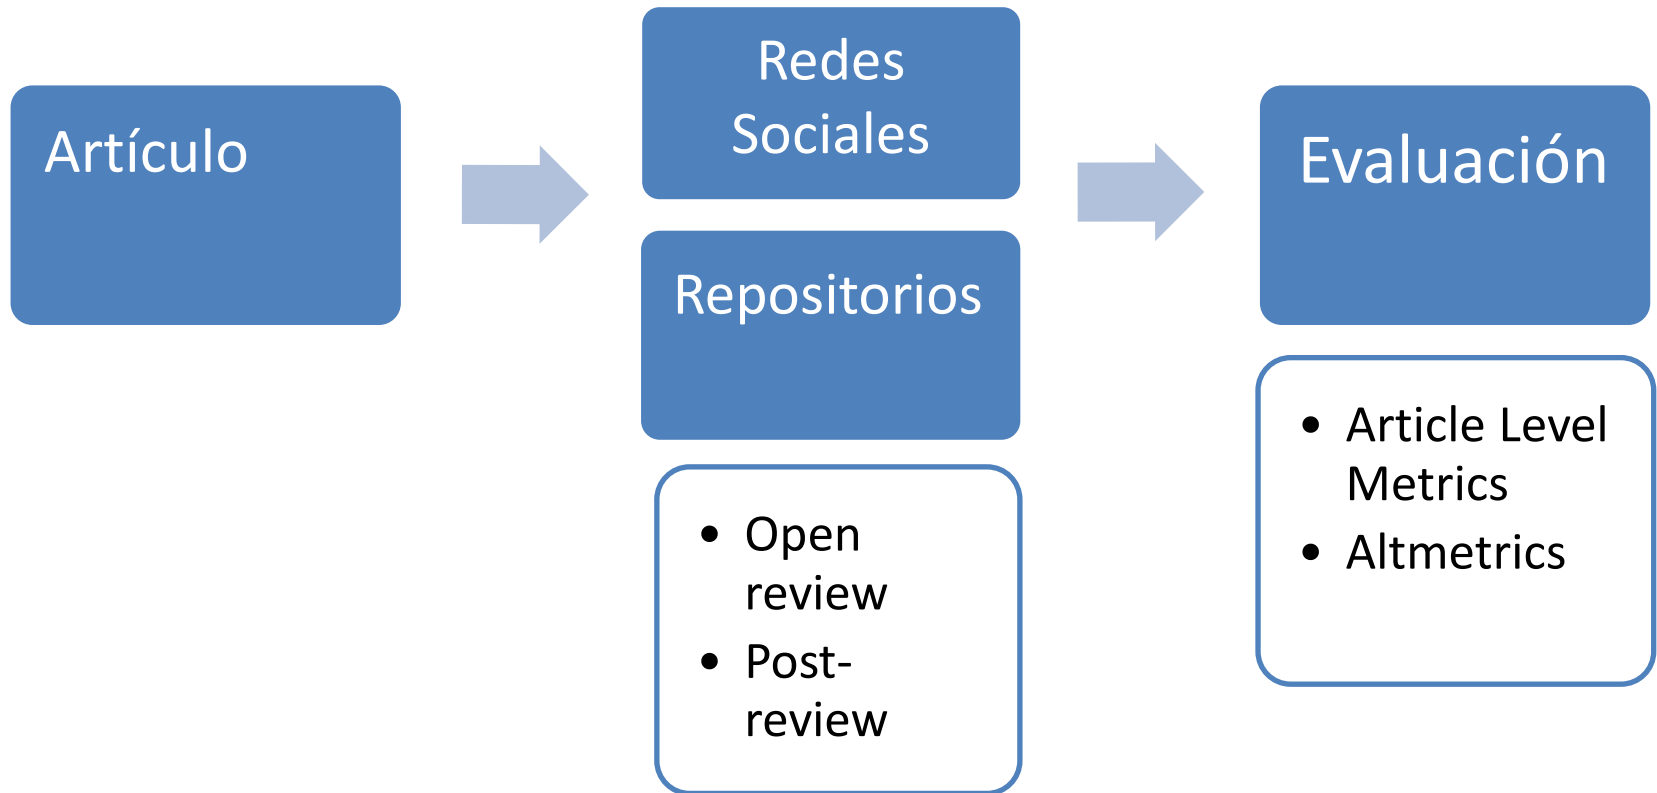 Artículo
Redes
Sociales
Repositorios
• Open
review
• Post-
review
Evaluación
• Article Level
Metrics
• Altmetrics